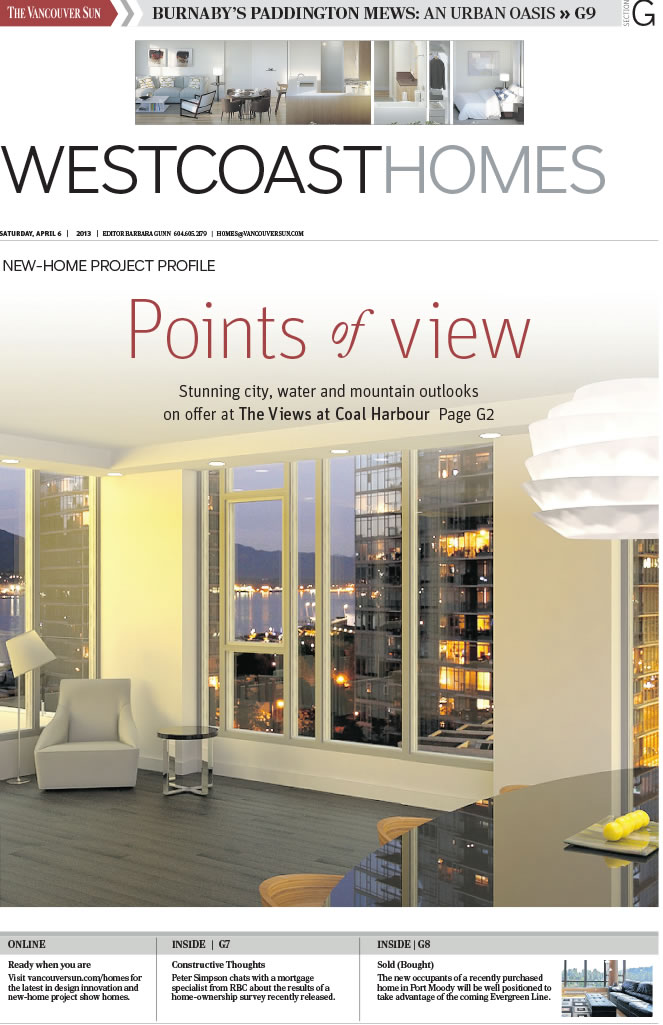 THE VANCOUVER SUN
BURNABY'S PADDINGTON MEWS: AN URBAN OASIS » G9
SECTION G
WESTCOASTHOMES
SATURDAY, APRIL 6 | 2013 | EDITOR BARBARA GUNN 604.605.2179 | HOMES@VANCOUVERSUN.COM
NEW-HOME PROJECT PROFILE
Points of view
Stunning city, water and mountain outlooks
on offer at The Views at Coal Harbour Page G2
ONLINE
Ready when you are
Visit vancouversun.com/homes for
the latest in design innovation and
new-home project show homes.
INSIDE | G7
Constructive Thoughts
Peter Simpson chats with a mortgage
specialist from RBC about the results of a
home-ownership survey recently released.
INSIDE | G8
Sold (Bought)
The new occupants of a recently purchased
home in Port Moody will be well positioned to
take advantage of the coming Evergreen Line.